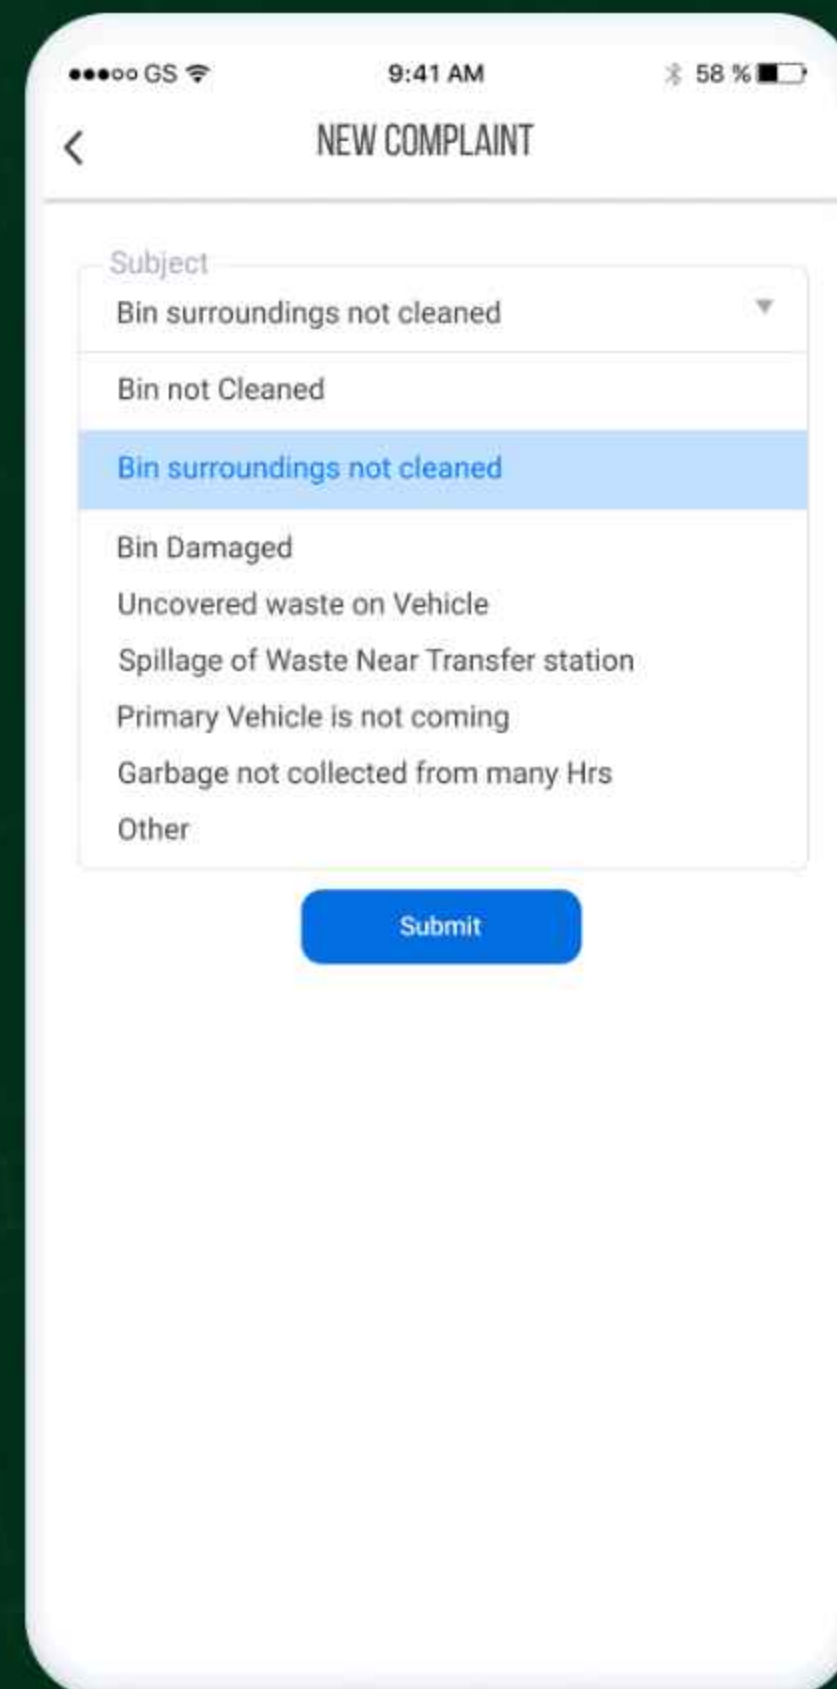 GS
9:41 AM
58 %
NEW COMPLAINT
Subject
Bin surroundings not cleaned
Bin not Cleaned
Bin surroundings not cleaned
Bin Damaged
Uncovered waste on Vehicle
Spillage of Waste Near Transfer station
Primary Vehicle is not coming
Garbage not collected from many Hrs
Other
Submit